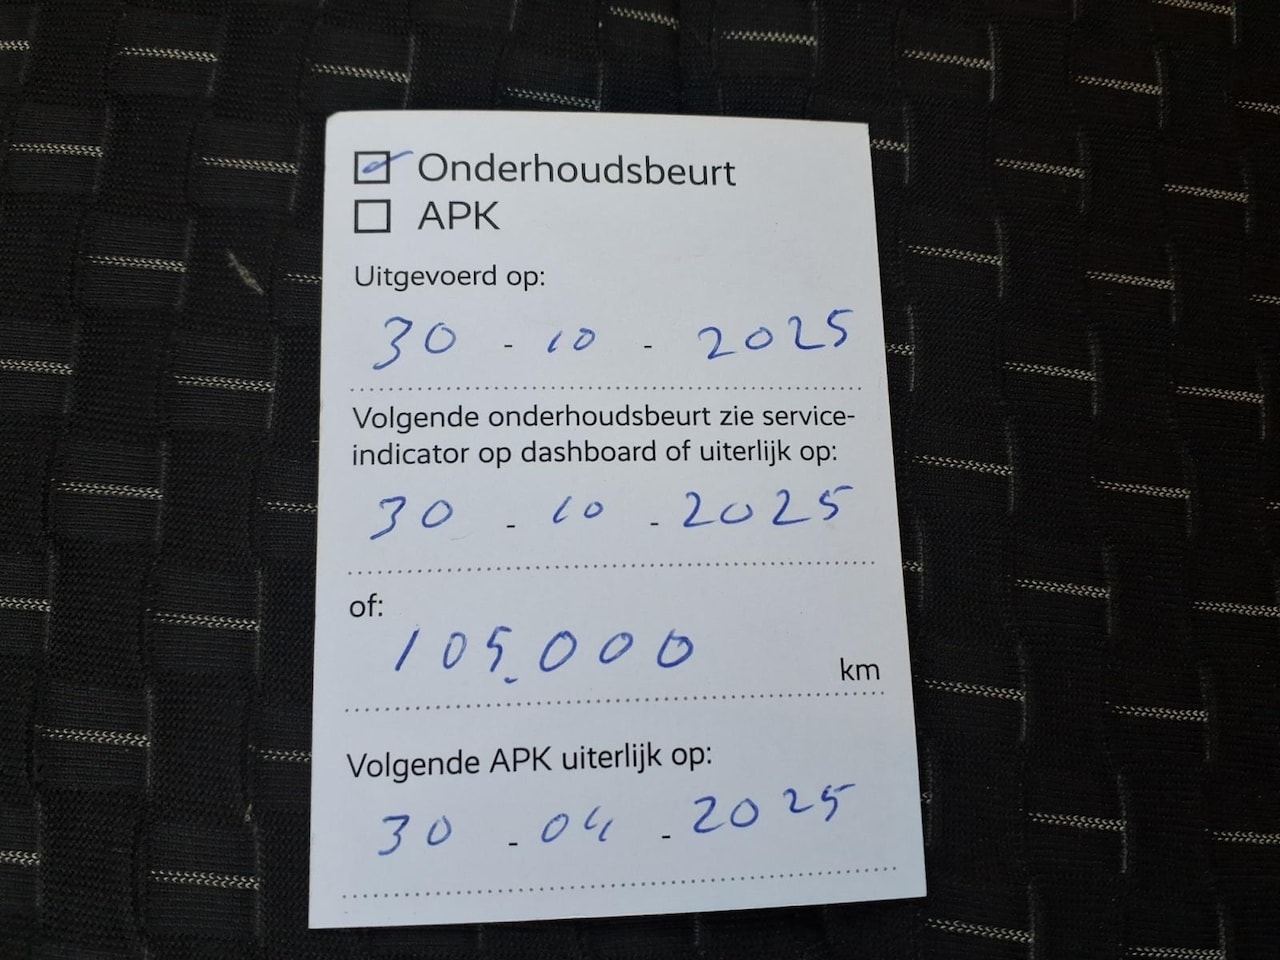 Onderhoudsbeurt
APK
Uitgevoerd op:
30 - 10 - 2025
Volgende onderhoudsbeurt zie service-
indicator op dashboard of uiterlijk op:
30 - 10 - 2025
of:
105.000 km
Volgende APK uiterlijk op:
30 - 04 - 2025